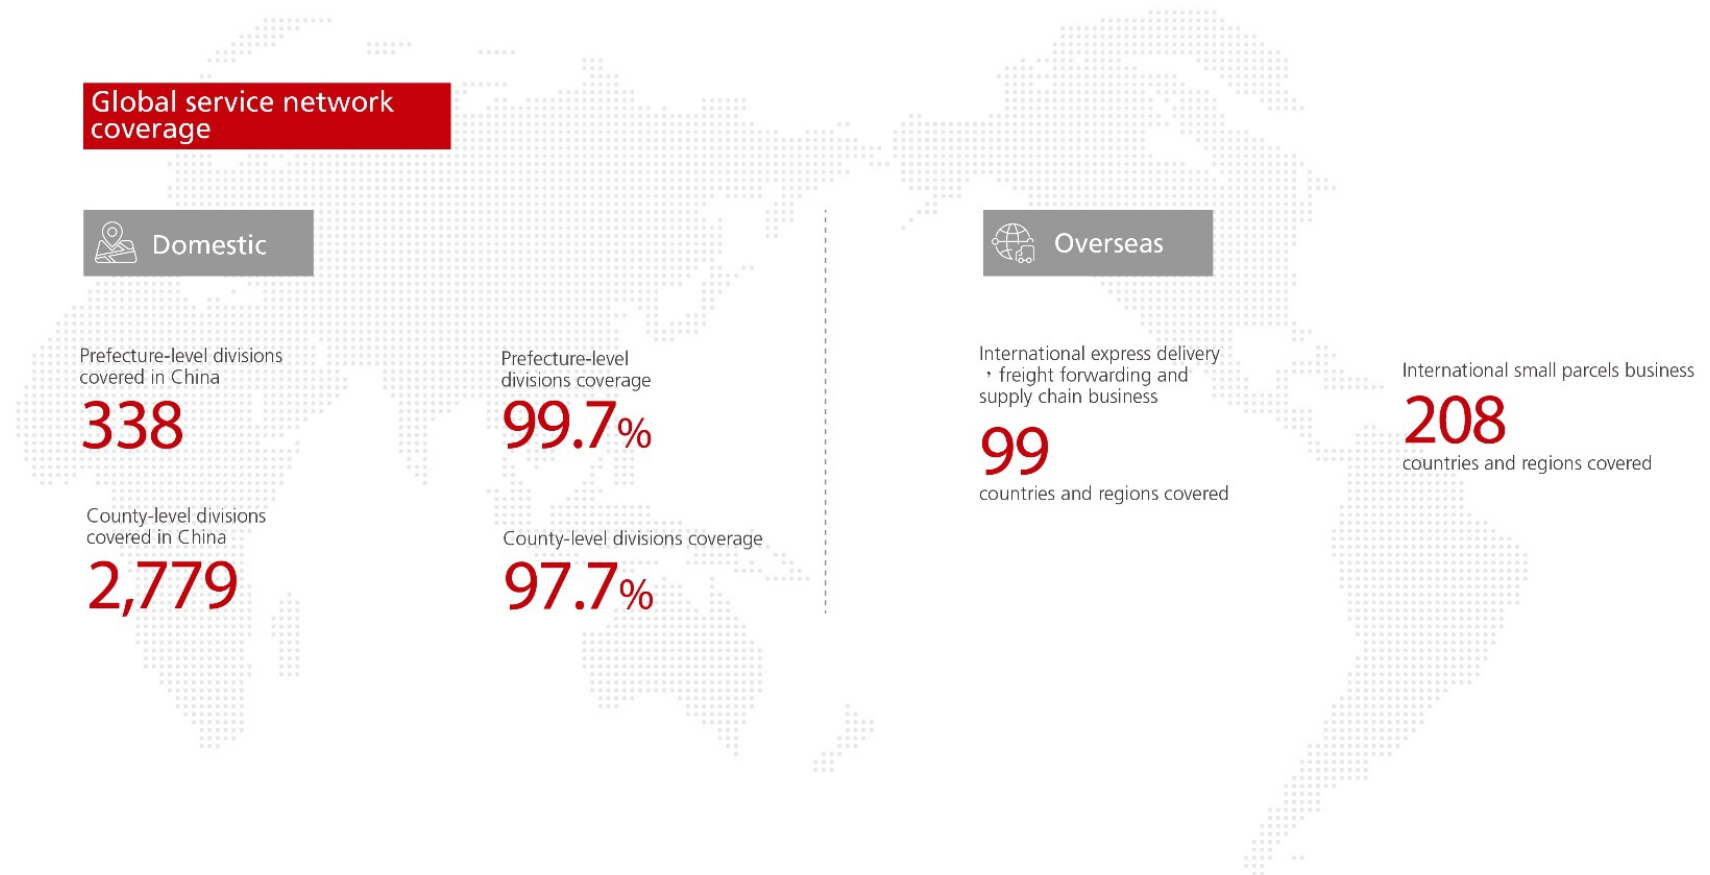 Global service network
coverage
Domestic
Prefecture-level divisions
covered in China
338
Prefecture-level
divisions coverage
99.7%
County-level divisions
covered in China
2,779
County-level divisions coverage
97.7%
Overseas
International express delivery
，freight forwarding and
supply chain business
99
countries and regions covered
International small parcels business
208
countries and regions covered